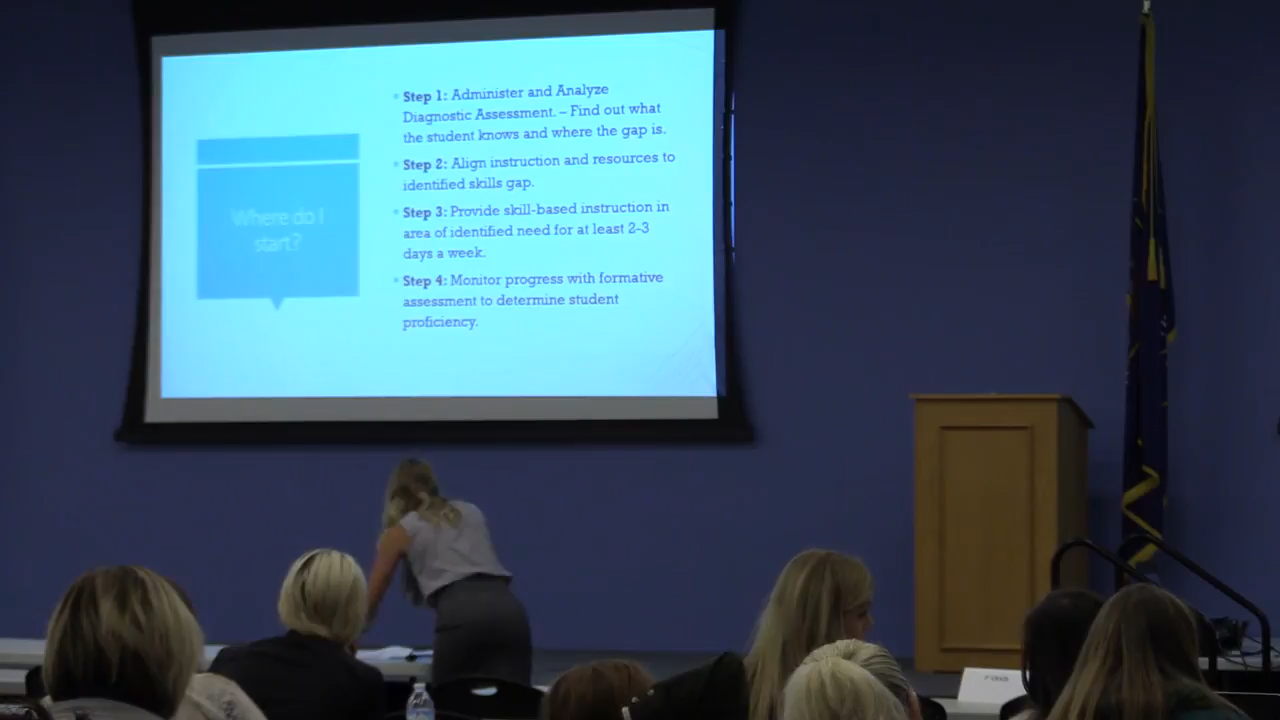 Where do I
start?
Step 1: Administer and Analyze
Diagnostic Assessment. – Find out what
the student knows and where the gap is.
Step 2: Align instruction and resources to
identified skills gap.
Step 3: Provide skill-based instruction in
area of identified need for at least 2-3
days a week.
Step 4: Monitor progress with formative
assessment to determine student
proficiency.